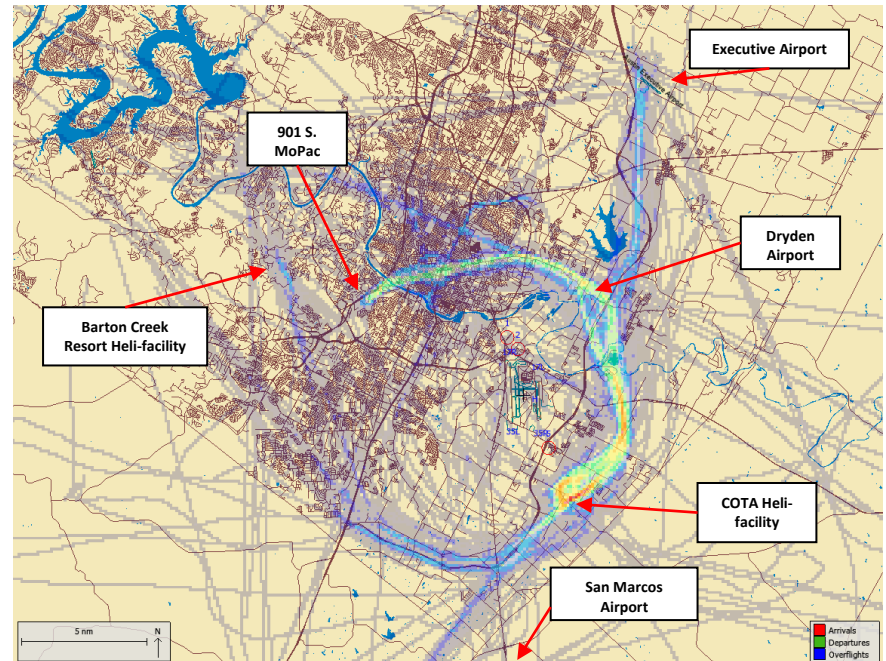 Executive Airport
901 S.
MoPac
Dryden
Airport
Barton Creek
Resort Heli-facility
COTA Heli-
facility
San Marcos
Airport
5 nm
N
Arrivals
Departures
Overflights